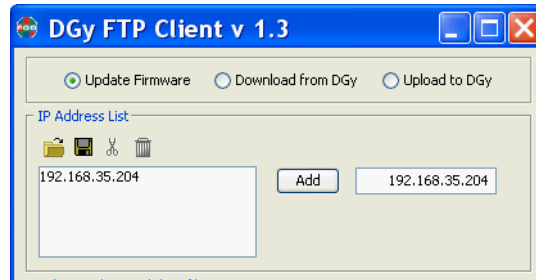 DGy FTP Client v 1.3
Update Firmware Download from DGy Upload to DGy
IP Address List
192.168.35.204 Add 192.168.35.204